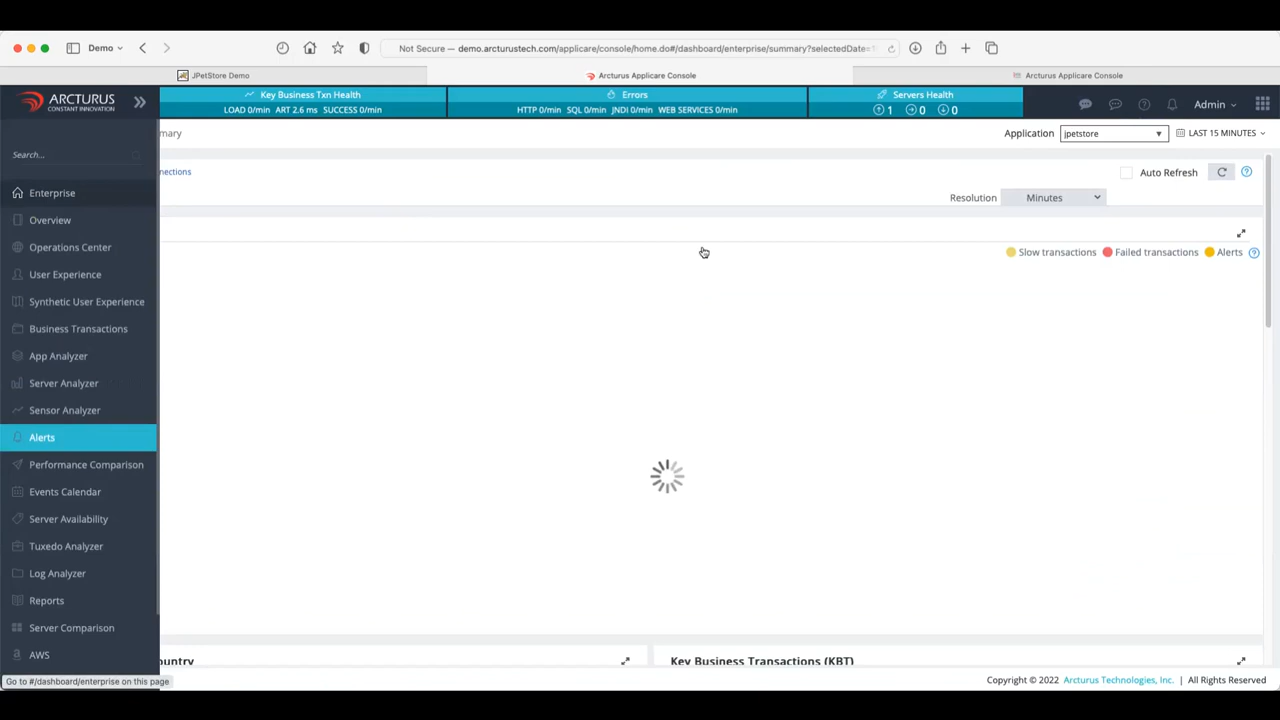 Demo
Not Secure — demo.arcturustech.com/applicare/console/home.do#/dashboard/enterprise/summary?selectedDate=
JPetStore Demo
Arcturus Applicare Console
Arcturus Applicare Console
ARCTURUS
CONSTANT INNOVATION
Key Business Txn Health
LOAD 0/min ART 2.6 ms SUCCESS 0/min
Errors
HTTP 0/min SQL 0/min JNDI 0/min WEB SERVICES 0/min
Servers Health
1 0 0
Admin
mary
Application
jpetstore
LAST 15 MINUTES
Search...
nections
Auto Refresh
Resolution
Minutes
Slow transactions
Failed transactions
Alerts
Enterprise
Overview
Operations Center
User Experience
Synthetic User Experience
Business Transactions
App Analyzer
Server Analyzer
Sensor Analyzer
Alerts
Performance Comparison
Events Calendar
Server Availability
Tuxedo Analyzer
Log Analyzer
Reports
Server Comparison
AWS
ountry
Key Business Transactions (KBT)
Go to #/dashboard/enterprise on this page
Copyright © 2022 Arcturus Technologies, Inc. | All Rights Reserved